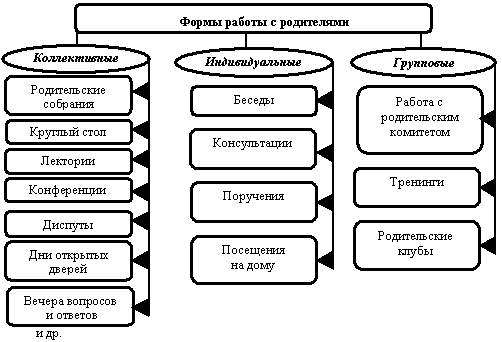 Формы работы с родителями
Коллективные
Родительские
собрания
Круглый стол
Лектории
Конференции
Диспуты
Дни открытых
дверей
Вечера вопросов
и ответов
и др.
Индивидуальные
Беседы
Консультации
Поручения
Посещения
на дому
Групповые
Работа с
родительским
комитетом
Тренинги
Родительские
клубы